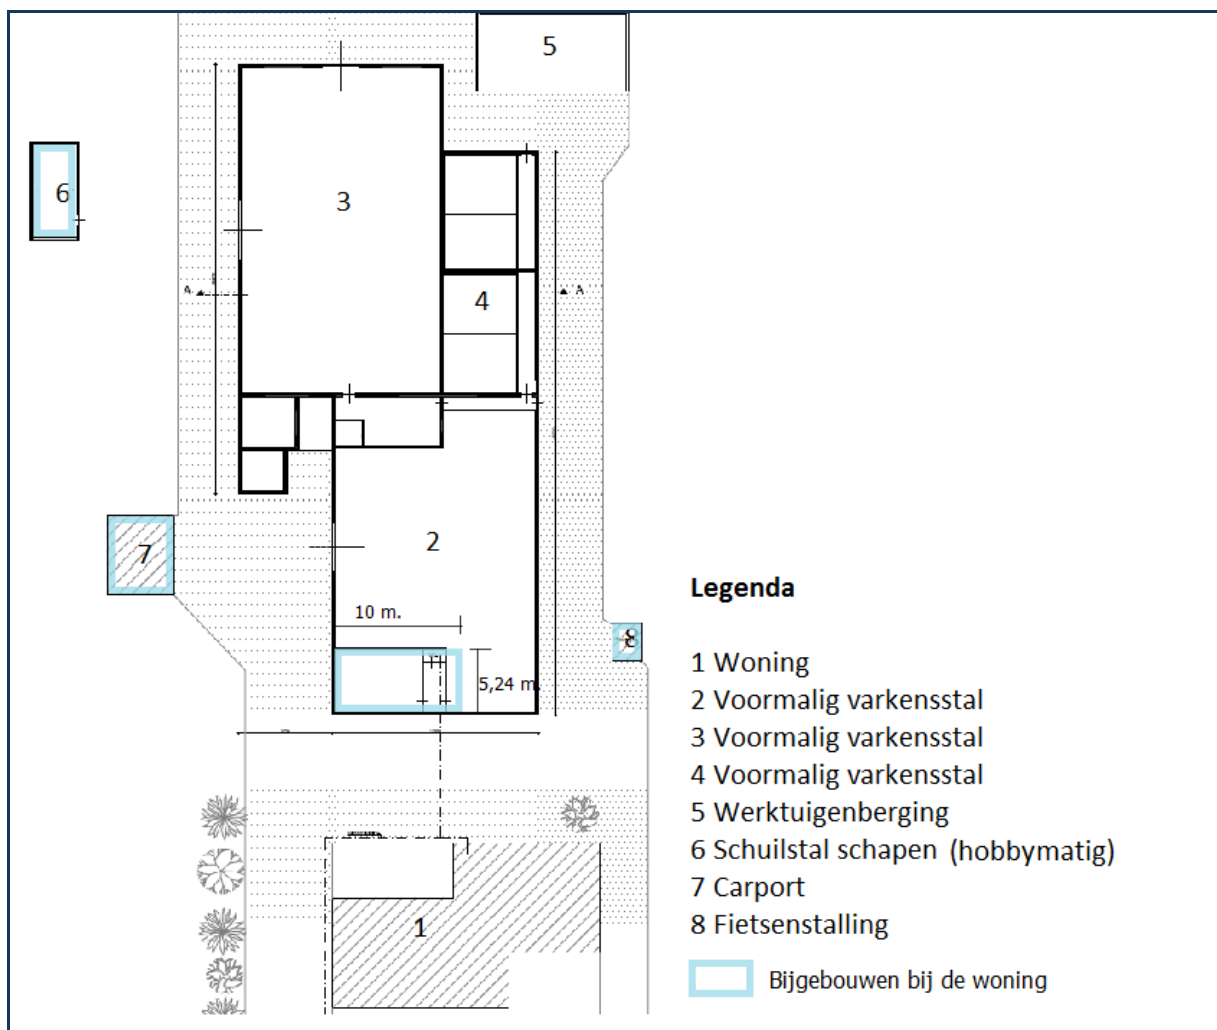 5
3
6
A
4
A
2
7
10 m.
8
5,24 m.
1
Legenda
1 Woning
2 Voormalig varkensstal
3 Voormalig varkensstal
4 Voormalig varkensstal
5 Werktuigenberging
6 Schuilstal schapen (hobbymatig)
7 Carport
8 Fietsenstalling
Bijgebouwen bij de woning